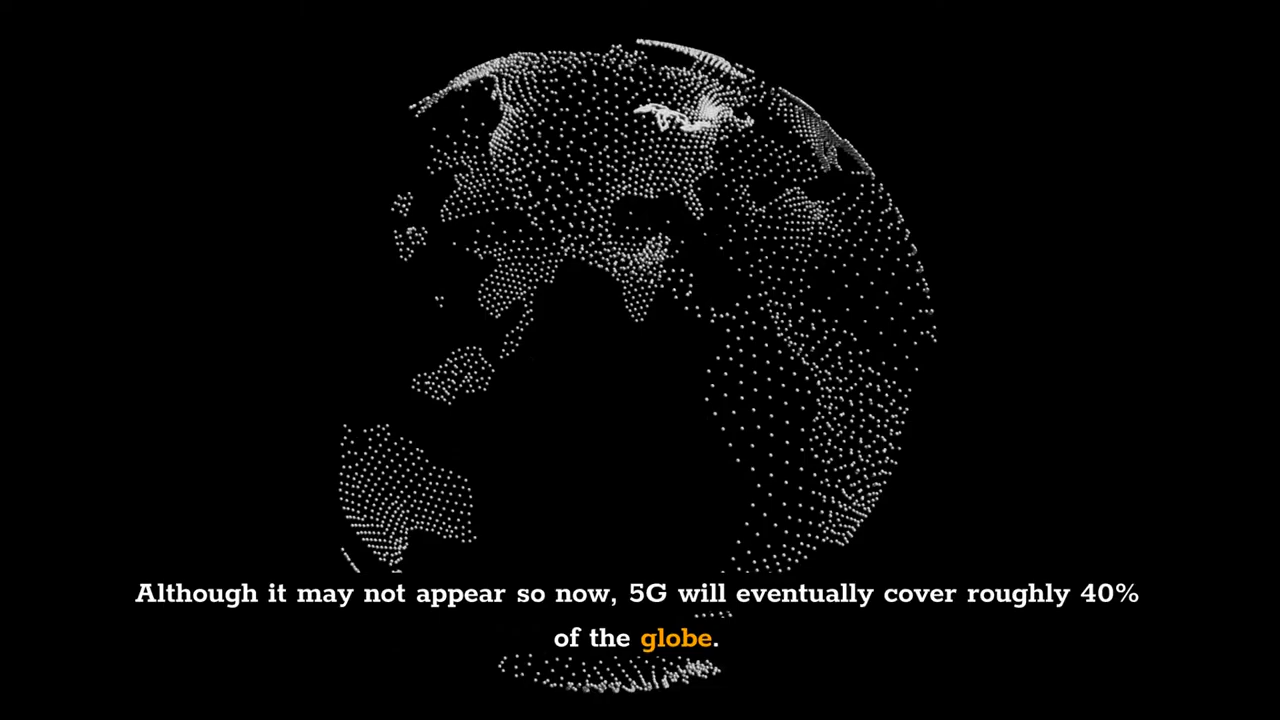 Although it may not appear so now, 5G will eventually cover roughly 40%
of the globe.